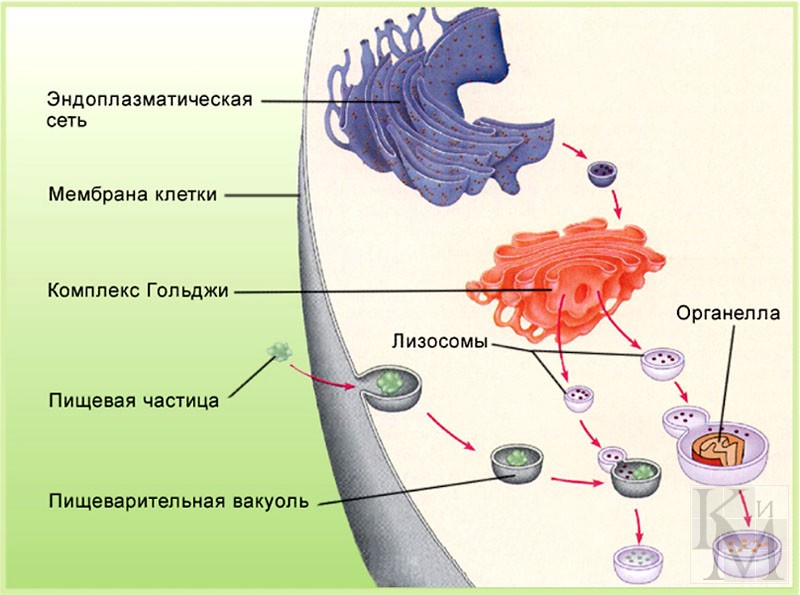 Эндоплазматическая
сеть
Мембрана клетки
Комплекс Гольджи
Органелла
Лизосомы
Пищевая частица
Пищеварительная вакуоль
К И
М